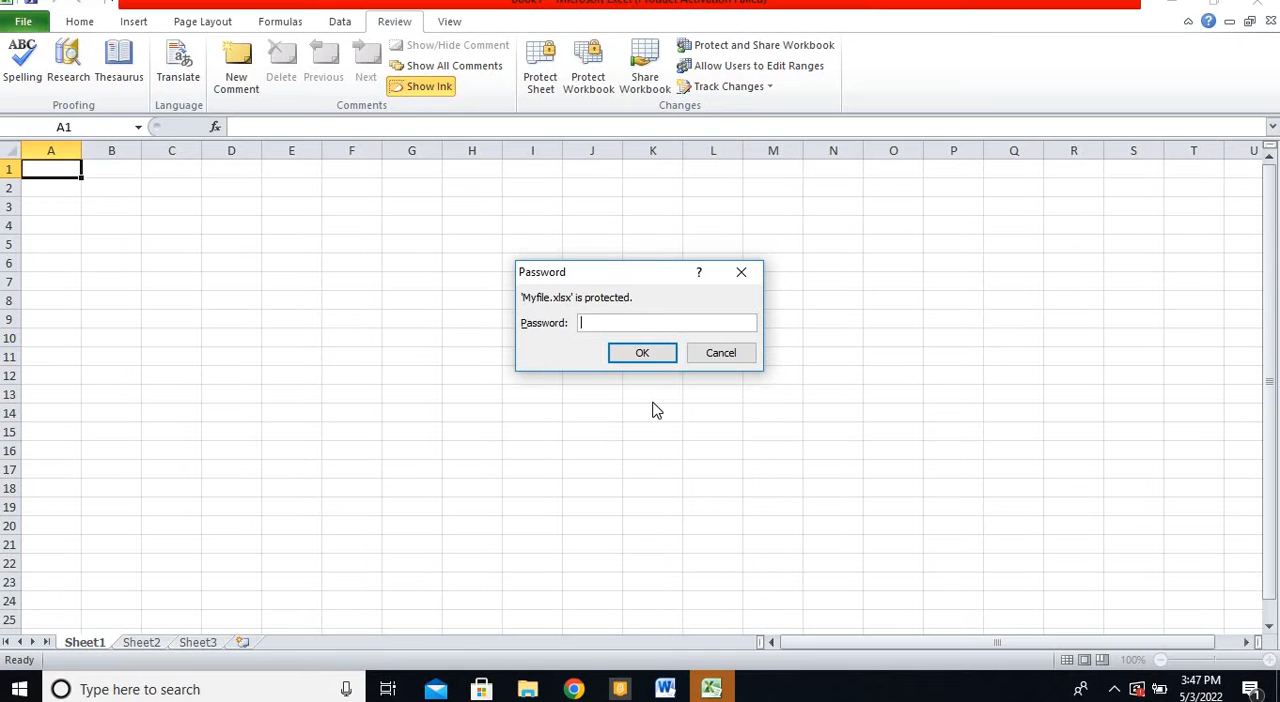 File Home Insert Page Layout Formulas Data Review View
ABC
Spelling Research Thesaurus
Proofing
Translate
Language
New Comment Delete Previous Next
Show/Hide Comment
Show All Comments
Show Ink
Comments
Protect Sheet Protect Workbook Share Workbook
Protect and Share Workbook
Allow Users to Edit Ranges
Track Changes
Changes
A1 fx
A B C D E F G H I J K L M N O P Q R S T U
1
2
3
4
5
6
7
8
9
10
11
12
13
14
15
16
17
18
19
20
21
22
23
24
25
Password ?
'Myfile.xlsx' is protected.
Password:
OK Cancel
Sheet1 Sheet2 Sheet3
Ready 100%
Type here to search
3:47 PM
5/3/2022